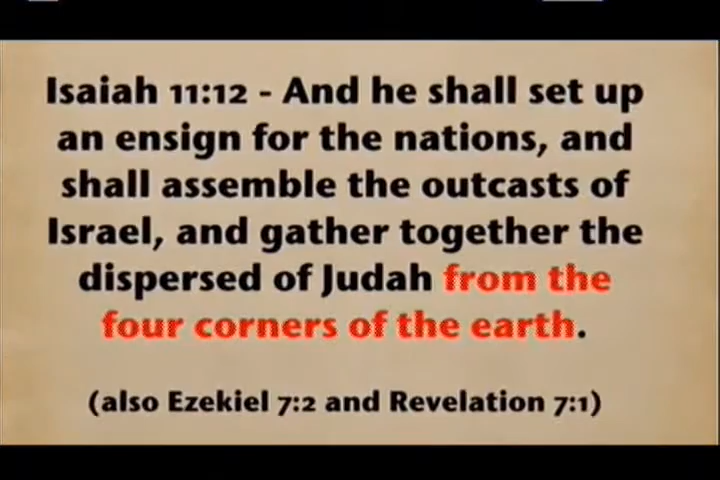 Isaiah 11:12 - And he shall set up
an ensign for the nations, and
shall assemble the outcasts of
Israel, and gather together the
dispersed of Judah from the
four corners of the earth.
(also Ezekiel 7:2 and Revelation 7:1)